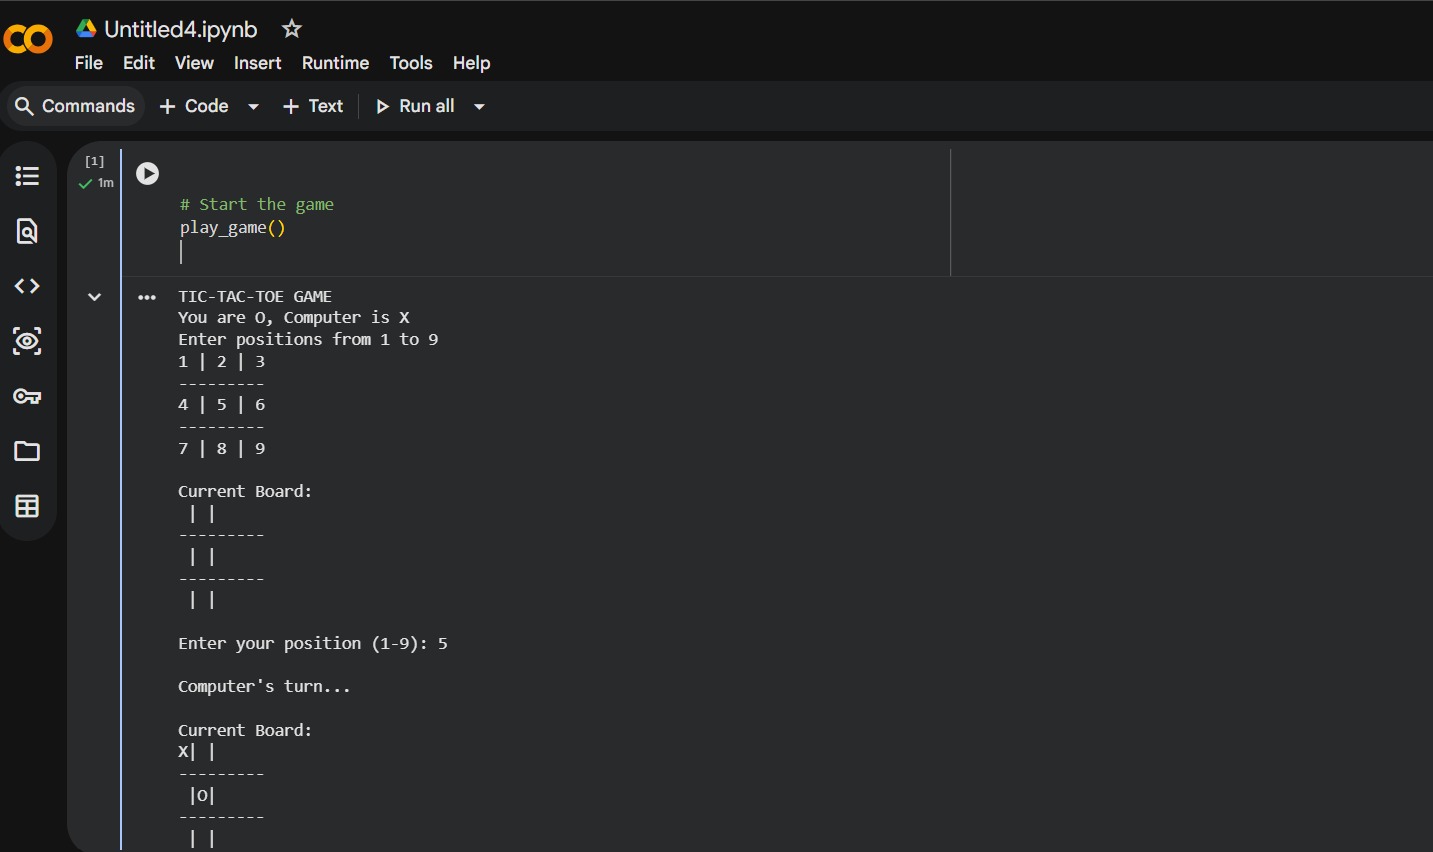 Untitled4.ipynb
File Edit View Insert Runtime Tools Help
Commands + Code + Text Run all
[1]
1m
# Start the game
play_game()
TIC-TAC-TOE GAME
You are O, Computer is X
Enter positions from 1 to 9
1 | 2 | 3
---------
4 | 5 | 6
---------
7 | 8 | 9
Current Board:
 | |
---------
 | |
---------
 | |
Enter your position (1-9): 5
Computer's turn...
Current Board:
X| |
---------
 |O|
---------
 | |